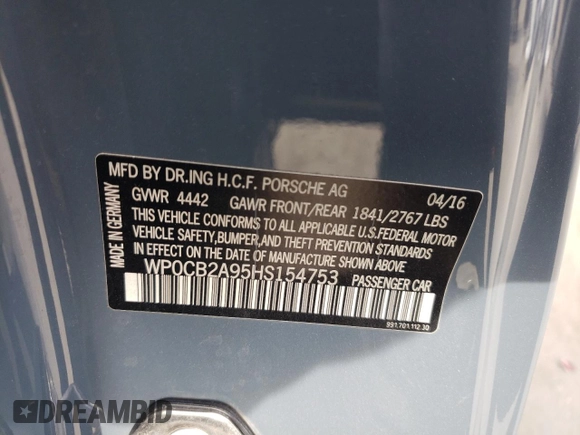 MFD BY DR.ING H.C.F. PORSCHE AG 04/16
GVWR 4442 GAWR FRONT/REAR 1841/2767 LBS
THIS VEHICLE CONFORMS TO ALL APPLICABLE U.S.FEDERAL MOTOR
VEHICLE SAFETY,BUMPER,AND THEFT PREVENTION STANDARDS
IN EFFECT ON THE DATE OF MANUFACTURE SHOWN ABOVE.
WP0CB2A95HS154753 PASSENGER CAR
991.701.112.30
MADE IN GERMANY
DREAMBID